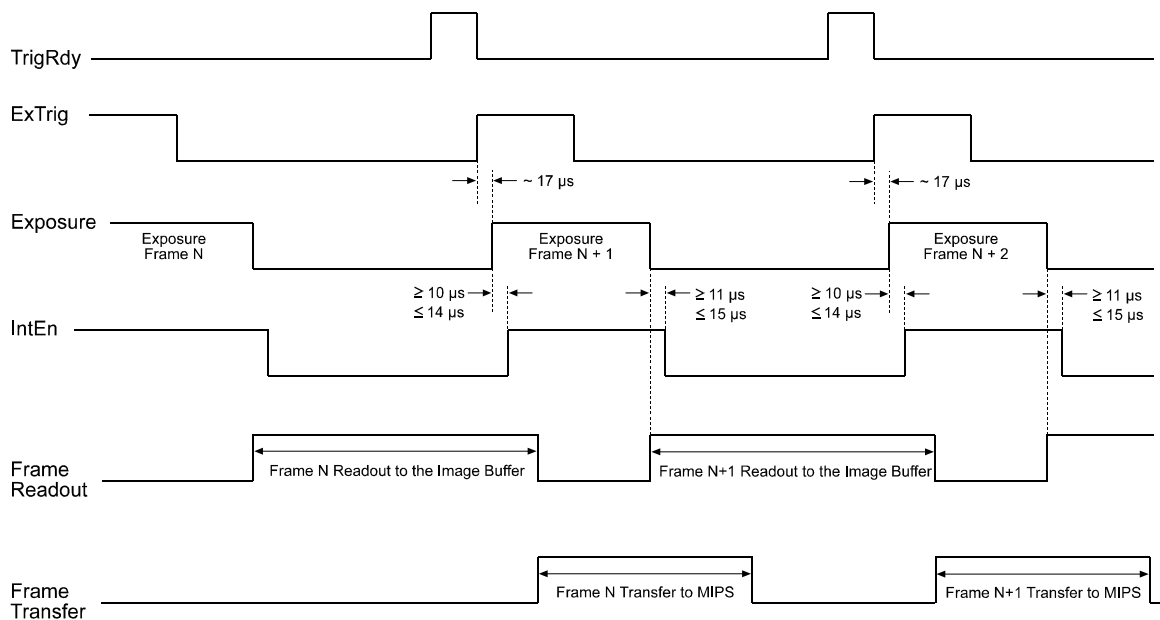 TrigRdy
ExTrig
~ 17 µs
~ 17 µs
Exposure
Exposure
Frame N
Exposure
Frame N + 1
Exposure
Frame N + 2
≥ 10 µs
≤ 14 µs
≥ 11 µs
≤ 15 µs
≥ 10 µs
≤ 14 µs
≥ 11 µs
≤ 15 µs
IntEn
Frame
Readout
Frame N Readout to the Image Buffer
Frame N+1 Readout to the Image Buffer
Frame
Transfer
Frame N Transfer to MIPS
Frame N+1 Transfer to MIPS